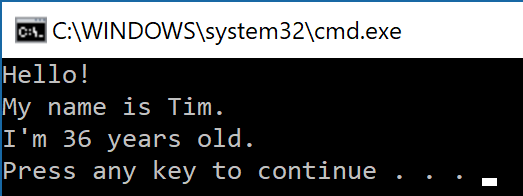 C:\WINDOWS\system32\cmd.exe
Hello!
My name is Tim.
I'm 36 years old.
Press any key to continue . . .